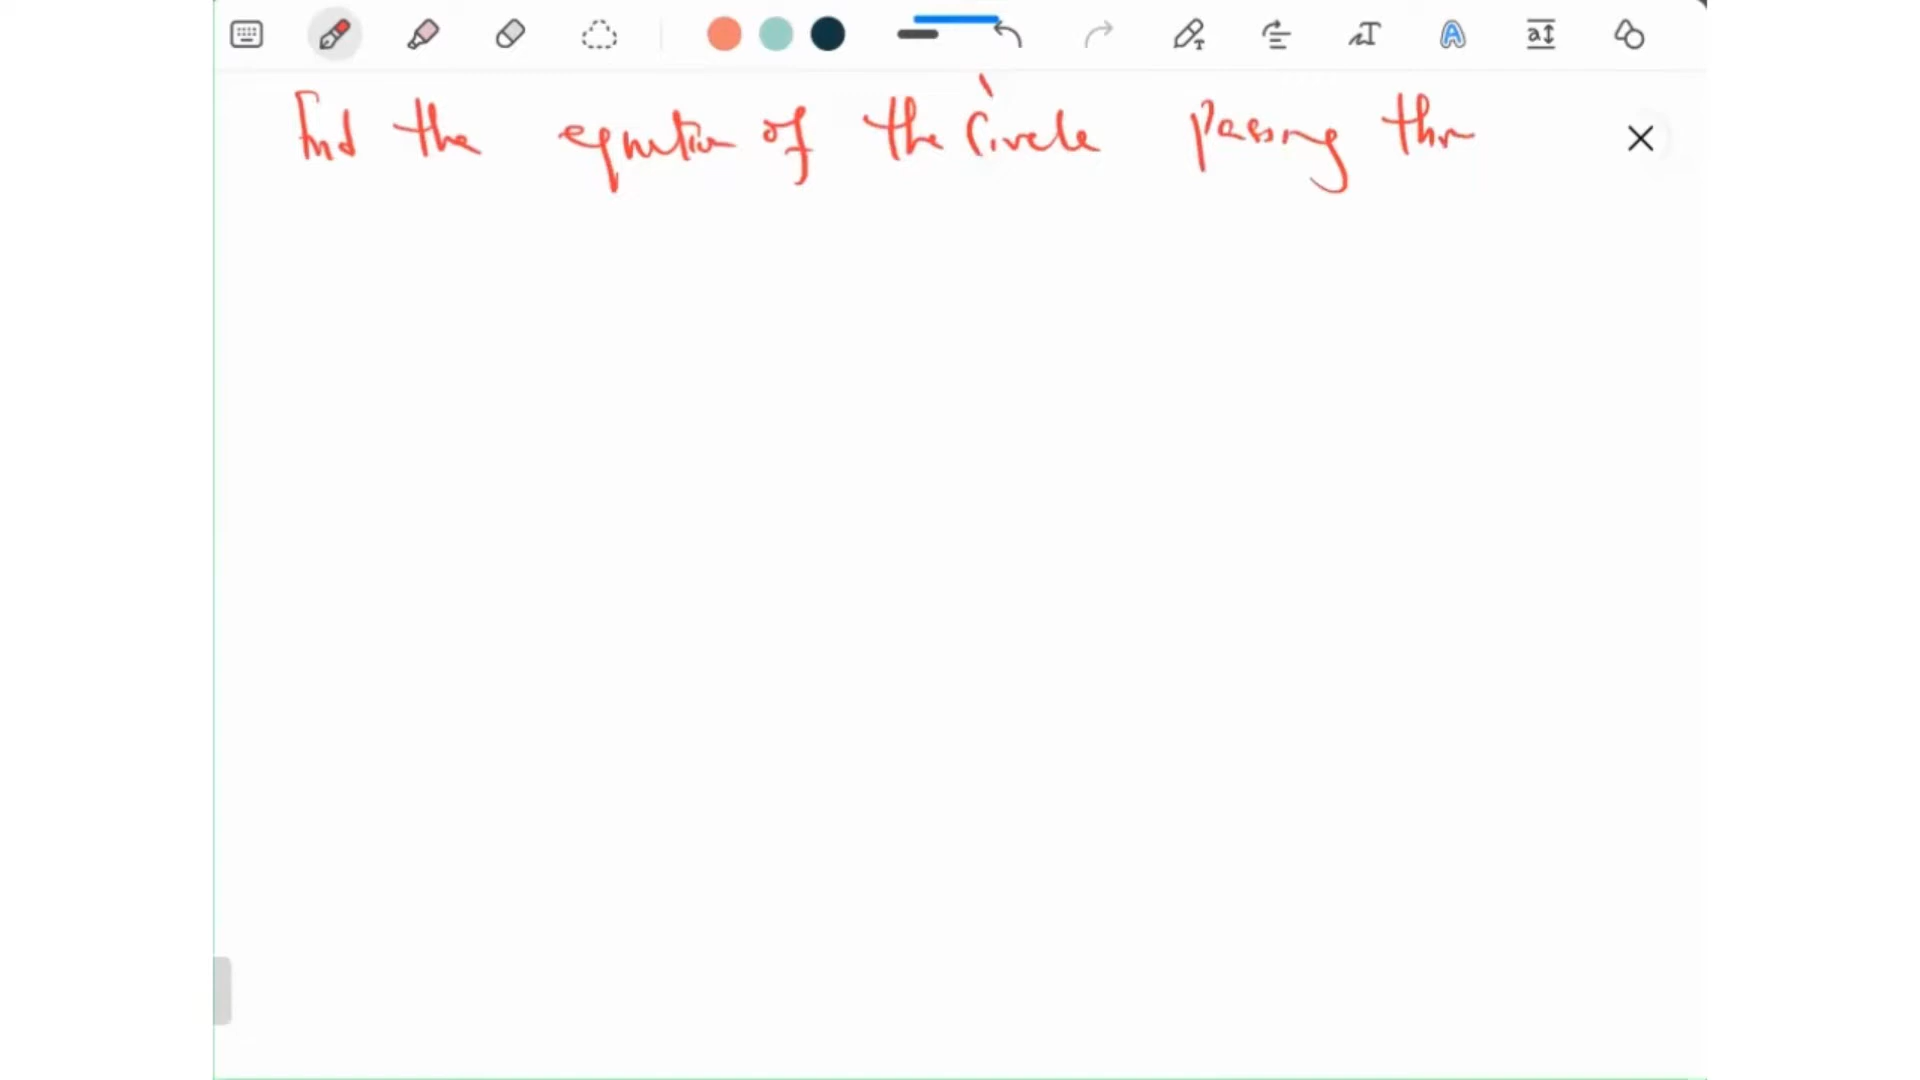 Find the equation of the Circle passing thr